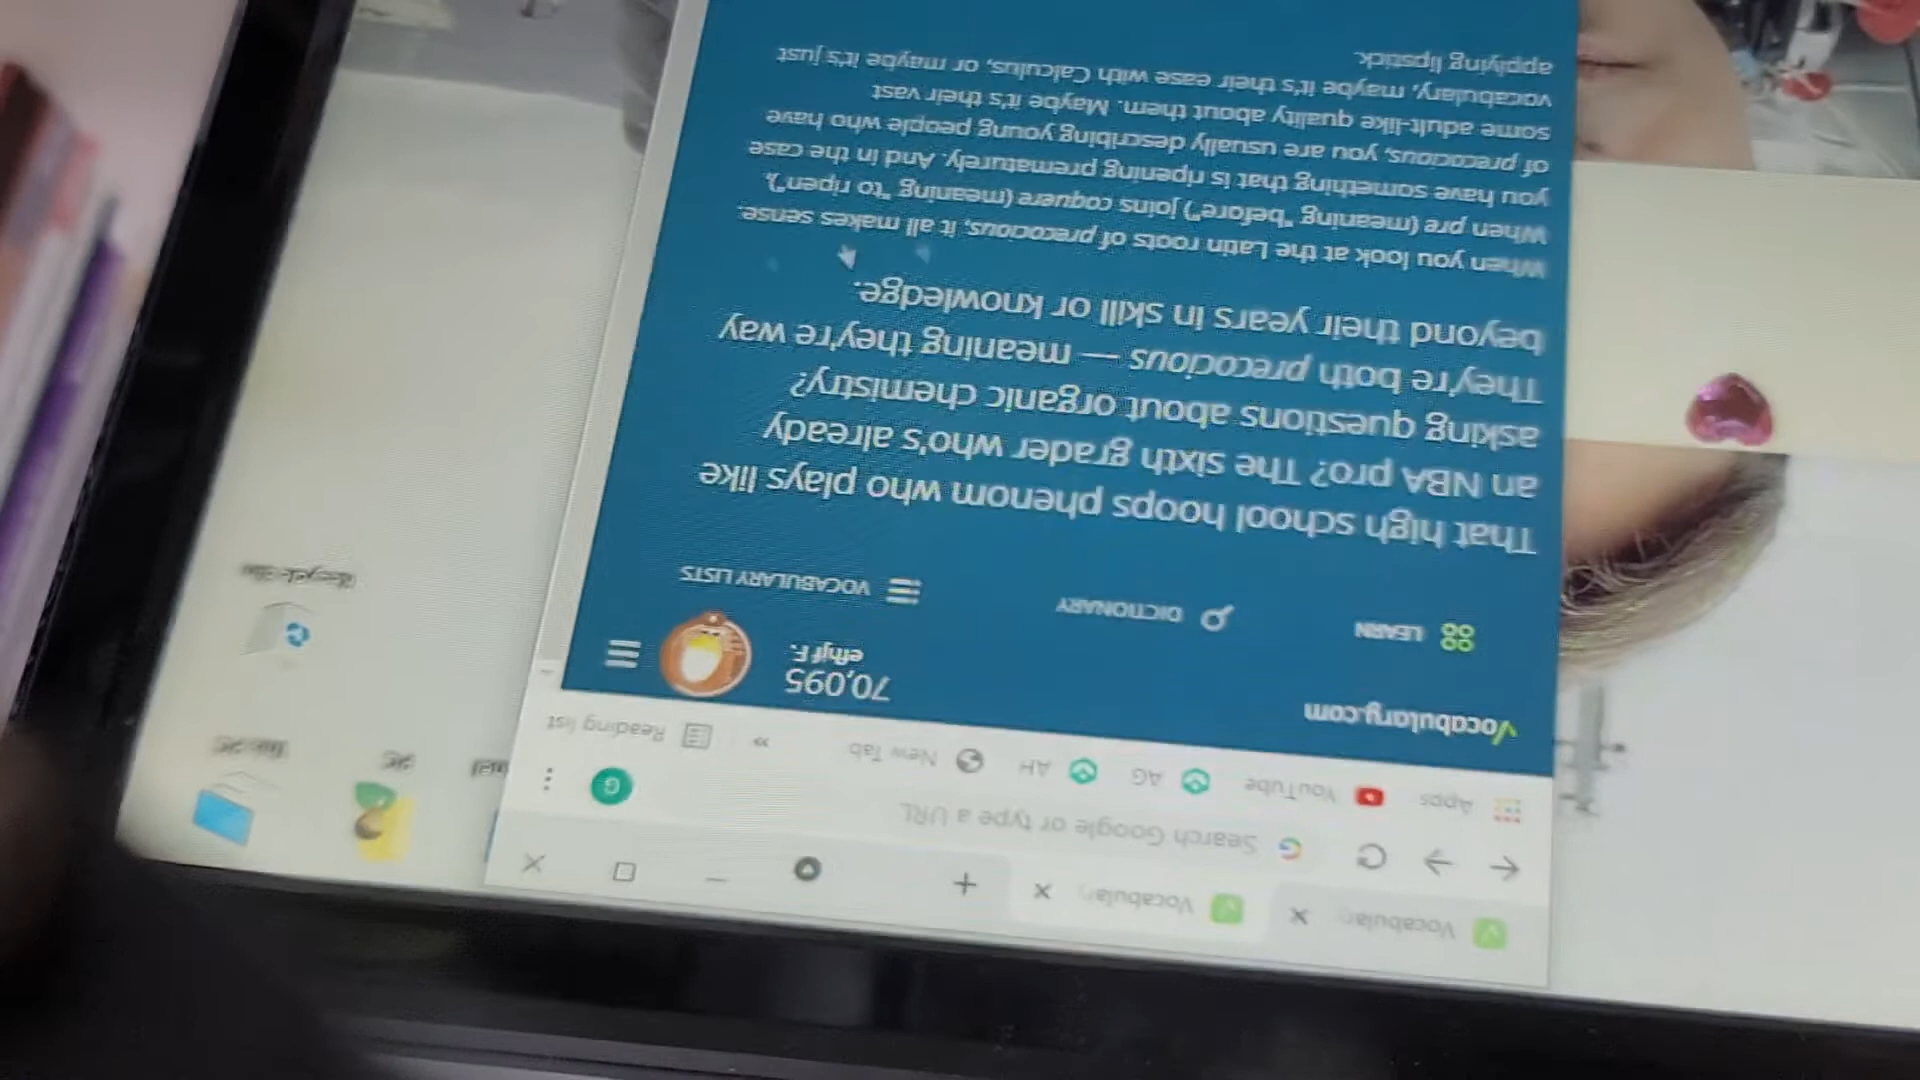 Vocabular
Vocabular
Search Google or type a URL
Apps
YouTube
AG
AH
New Tab
»
Reading list
Vocabulary.com
70,095
LEARN
DICTIONARY
VOCABULARY LISTS
That high school hoops phenom who plays like
an NBA pro? The sixth grader who's already
asking questions about organic chemistry?
They're both precocious — meaning they're way
beyond their years in skill or knowledge.
When you look at the Latin roots of precocious, it all makes sense.
When pre (meaning "before") joins coquere (meaning "to ripen"),
you have something that is ripening prematurely. And in the case
of precocious, you are usually describing young people who have
some adult-like quality about them. Maybe it's their vast
vocabulary, maybe it's their ease with Calculus, or maybe it's just
applying lipstick.
This PC
Recycle Bin